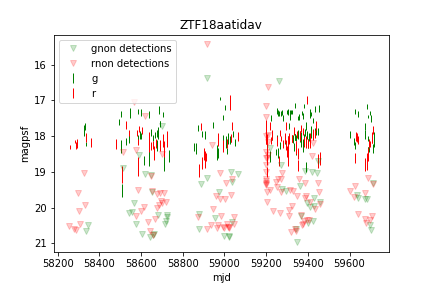 ZTF18aatidav
gnon detections
rnon detections
g
r
magpsf
16
17
18
19
20
21
58200 58400 58600 58800 59000 59200 59400 59600
mjd